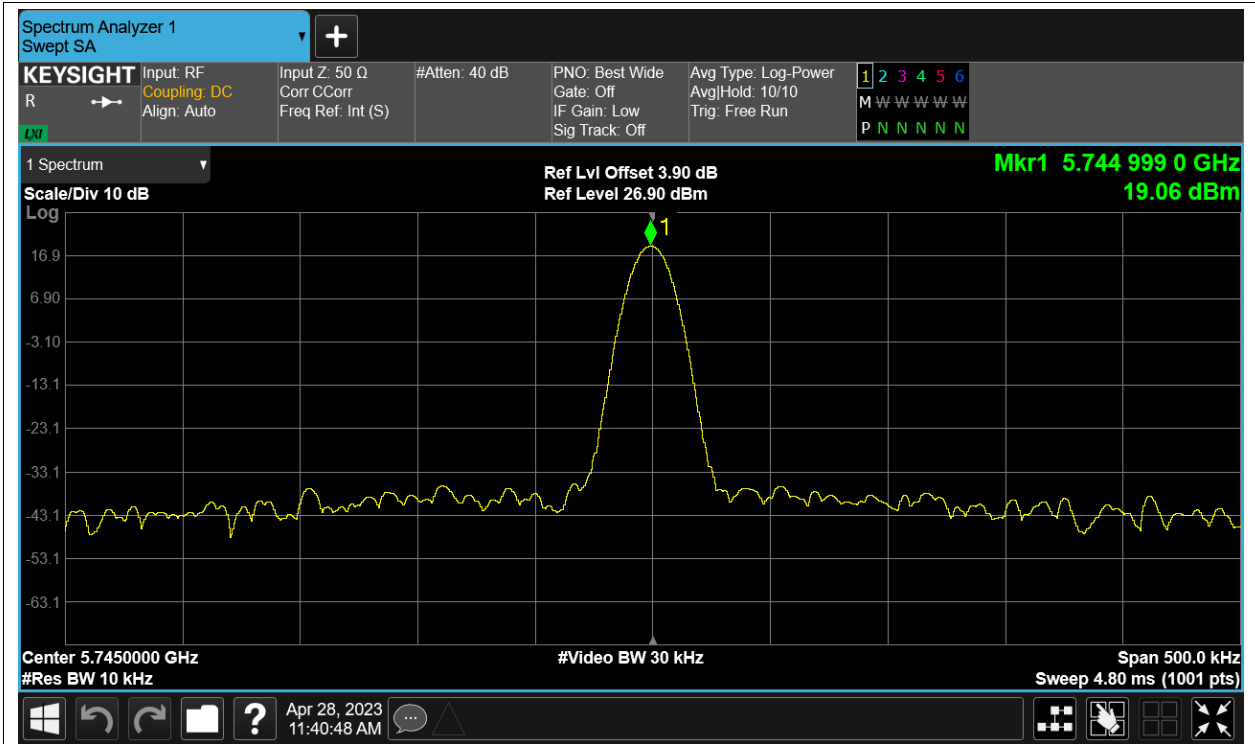 Spectrum Analyzer 1
Swept SA
KEYSIGHT
R
LXI
Input: RF
Coupling: DC
Align: Auto
Input Z: 50 Ω
Corr CCorr
Freq Ref: Int (S)
#Atten: 40 dB
PNO: Best Wide
Gate: Off
IF Gain: Low
Sig Track: Off
Avg Type: Log-Power
Avg|Hold: 10/10
Trig: Free Run
1 2 3 4 5 6
M W W W W W W
P N N N N N
1 Spectrum
Scale/Div 10 dB
Ref Lvl Offset 3.90 dB
Ref Level 26.90 dBm
Mkr1 5.744 999 0 GHz
19.06 dBm
Log
1
16.9
6.90
-3.10
-13.1
-23.1
-33.1
-43.1
-53.1
-63.1
Center 5.7450000 GHz
#Res BW 10 kHz
#Video BW 30 kHz
Span 500.0 kHz
Sweep 4.80 ms (1001 pts)
?
Apr 28, 2023
11:40:48 AM